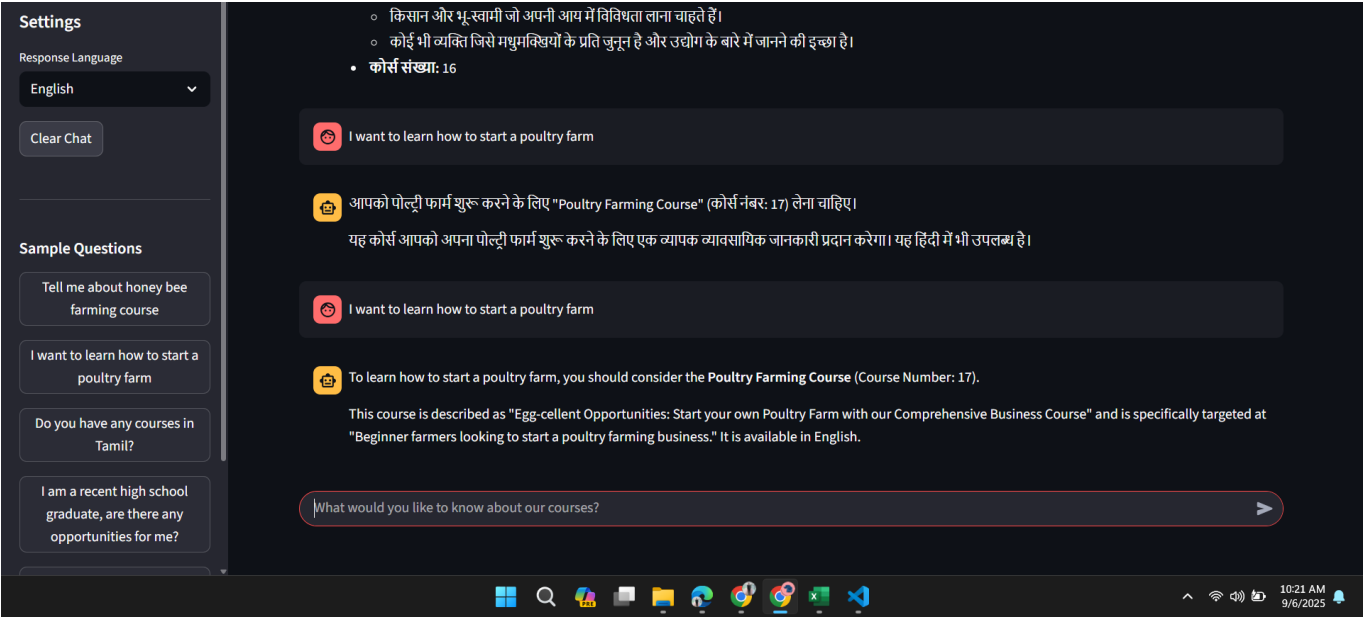 Settings
Response Language
English
Clear Chat
Sample Questions
Tell me about honey bee
farming course
I want to learn how to start a
poultry farm
Do you have any courses in
Tamil?
I am a recent high school
graduate, are there any
opportunities for me?
किसान और भू-स्वामी जो अपनी आय में विविधता लाना चाहते हैं।
कोई भी व्यक्ति जिसे मधुमक्खियों के प्रति जुनून है और उद्योग के बारे में जानने की इच्छा है।
कोर्स संख्या: 16
I want to learn how to start a poultry farm
आपको पोल्ट्री फार्म शुरू करने के लिए "Poultry Farming Course" (कोर्स नंबर: 17) लेना चाहिए।
यह कोर्स आपको अपना पोल्ट्री फार्म शुरू करने के लिए एक व्यापक व्यावसायिक जानकारी प्रदान करेगा। यह हिंदी में भी उपलब्ध है।
I want to learn how to start a poultry farm
To learn how to start a poultry farm, you should consider the Poultry Farming Course (Course Number: 17).
This course is described as "Egg-cellent Opportunities: Start your own Poultry Farm with our Comprehensive Business Course" and is specifically targeted at
"Beginner farmers looking to start a poultry farming business." It is available in English.
What would you like to know about our courses?
PRE
10:21 AM
9/6/2025